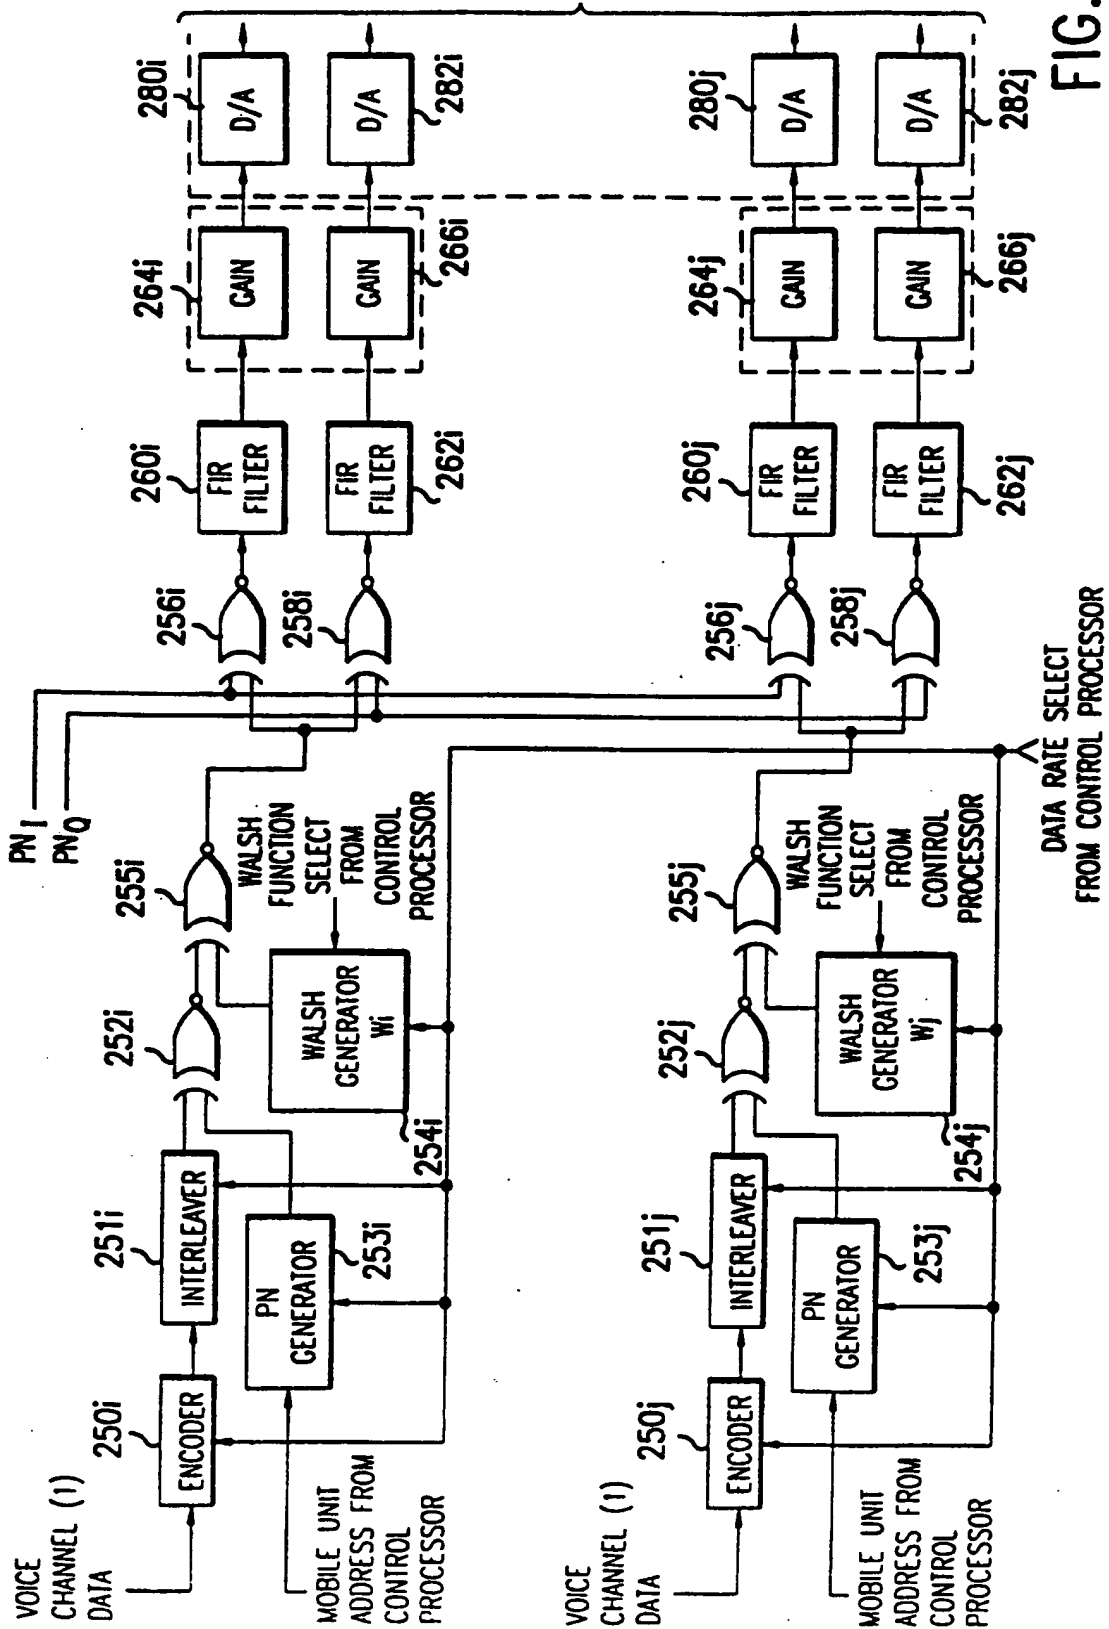 VOICE
CHANNEL (1)
DATA
250i
ENCODER
251i
INTERLEAVER
252i
255i
PN I
PN Q
256i
260i
FIR
FILTER
264i
GAIN
280i
D/A
MOBILE UNIT
ADDRESS FROM
CONTROL
PROCESSOR
PN
GENERATOR
253i
254i
WALSH
GENERATOR
Wi
WALSH
FUNCTION
SELECT
FROM
CONTROL
PROCESSOR
258i
FIR
FILTER
262i
GAIN
266i
D/A
282i
VOICE
CHANNEL (1)
DATA
250j
ENCODER
251j
INTERLEAVER
252j
255j
256j
260j
FIR
FILTER
264j
GAIN
280j
D/A
MOBILE UNIT
ADDRESS FROM
CONTROL
PROCESSOR
PN
GENERATOR
253j
254j
WALSH
GENERATOR
Wj
WALSH
FUNCTION
SELECT
FROM
CONTROL
PROCESSOR
258j
FIR
FILTER
262j
GAIN
266j
D/A
282j
DATA RATE SELECT
FROM CONTROL PROCESSOR
FIG.